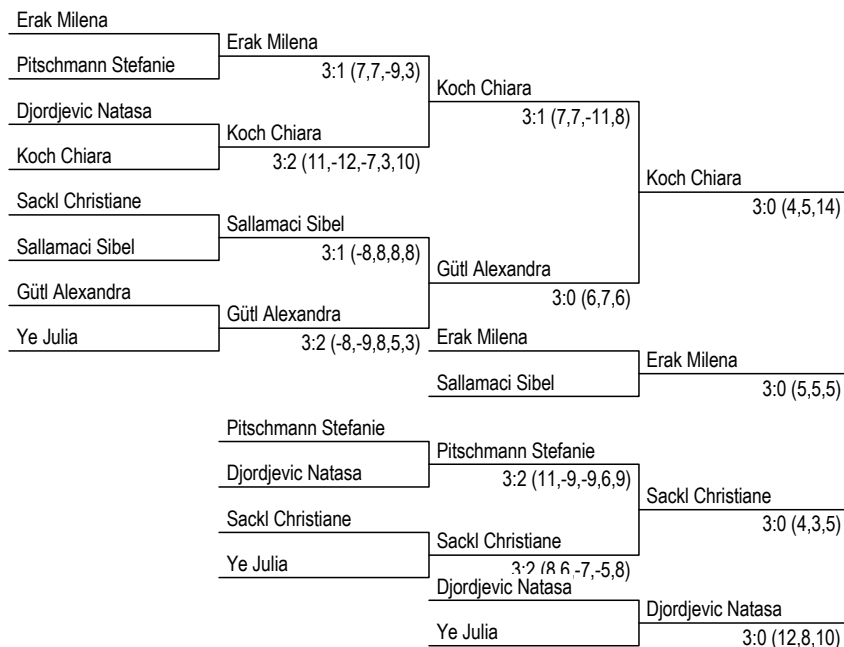 Erak Milena
Erak Milena
Pitschmann Stefanie
3:1 (7,7,-9,3)
Koch Chiara
Djordjevic Natasa
3:1 (7,7,-11,8)
Koch Chiara
Koch Chiara
3:2 (11,-12,-7,3,10)
Koch Chiara
Sackl Christiane
3:0 (4,5,14)
Sallamaci Sibel
Sallamaci Sibel
3:1 (-8,8,8,8)
Gütl Alexandra
Gütl Alexandra
3:0 (6,7,6)
Gütl Alexandra
Ye Julia
3:2 (-8,-9,8,5,3)
Erak Milena
Erak Milena
Sallamaci Sibel
3:0 (5,5,5)
Pitschmann Stefanie
Pitschmann Stefanie
Djordjevic Natasa
3:2 (11,-9,-9,6,9)
Sackl Christiane
Sackl Christiane
3:0 (4,3,5)
Sackl Christiane
Ye Julia
3:2 (8,6,-7,-5,8)
Djordjevic Natasa
Djordjevic Natasa
Ye Julia
3:0 (12,8,10)